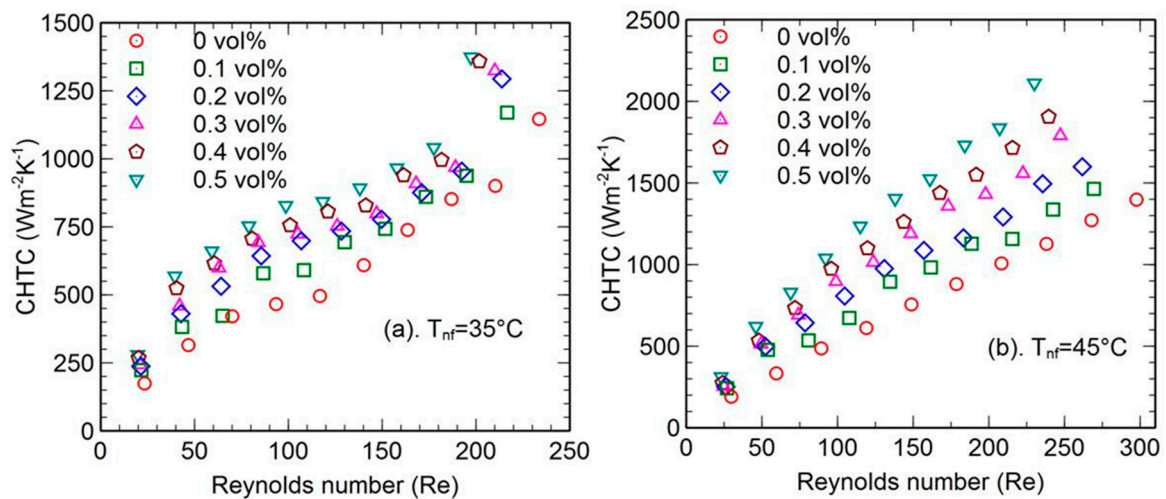 1500
1250
1000
750
500
250
0
0
50
100
150
200
250
CHTC (Wm⁻²K⁻¹)
Reynolds number (Re)
0 vol%
0.1 vol%
0.2 vol%
0.3 vol%
0.4 vol%
0.5 vol%
(a). Tnf=35°C
2500
2000
1500
1000
500
0
0
50
100
150
200
250
300
CHTC (Wm⁻²K⁻¹)
Reynolds number (Re)
0 vol%
0.1 vol%
0.2 vol%
0.3 vol%
0.4 vol%
0.5 vol%
(b). Tnf=45°C